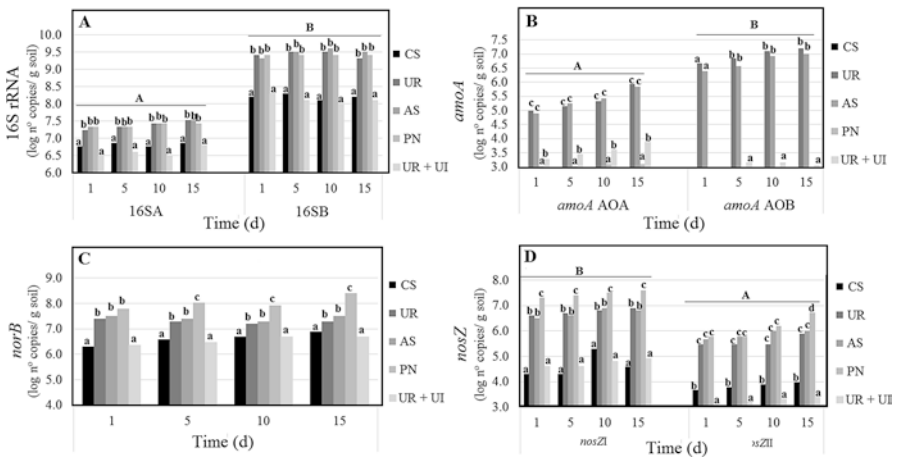 A
16S rRNA
(log nº copies/ g soil)
10.0
9.5
9.0
8.5
8.0
7.5
7.0
6.5
6.0
A
B
a b b b a
a b b b a
a b b b a
a b b b a
a b b b a
a b b b a
a b b b a
a b b b a
1 5 10 15 1 5 10 15
16SA 16SB
Time (d)
CS
UR
AS
PN
UR + UI
B
amoA
(log nº copies/ g soil)
7.5
7.0
6.5
6.0
5.5
5.0
4.5
4.0
3.5
3.0
A
B
c c a b
c c a b
c c a b
c c a b
a a
b b a
b b a
b b a
1 5 10 15 1 5 10 15
amoA AOA amoA AOB
Time (d)
CS
UR
AS
PN
UR + UI
C
norB
(log nº copies/ g soil)
9.0
8.0
7.0
6.0
5.0
4.0
a b b b a
a b b c a
a b b c a
a b b c a
1 5 10 15
Time (d)
CS
UR
AS
PN
UR + UI
D
nosZ
(log nº copies/ g soil)
8.0
7.0
6.0
5.0
4.0
3.0
B
A
a b b c a
a b b c a
a b b c a
a b b c a
b c c c a
b c c c a
b c c c a
b c c d a
1 5 10 15 1 5 10 15
nosZI ısZII
Time (d)
CS
UR
AS
PN
UR + UI